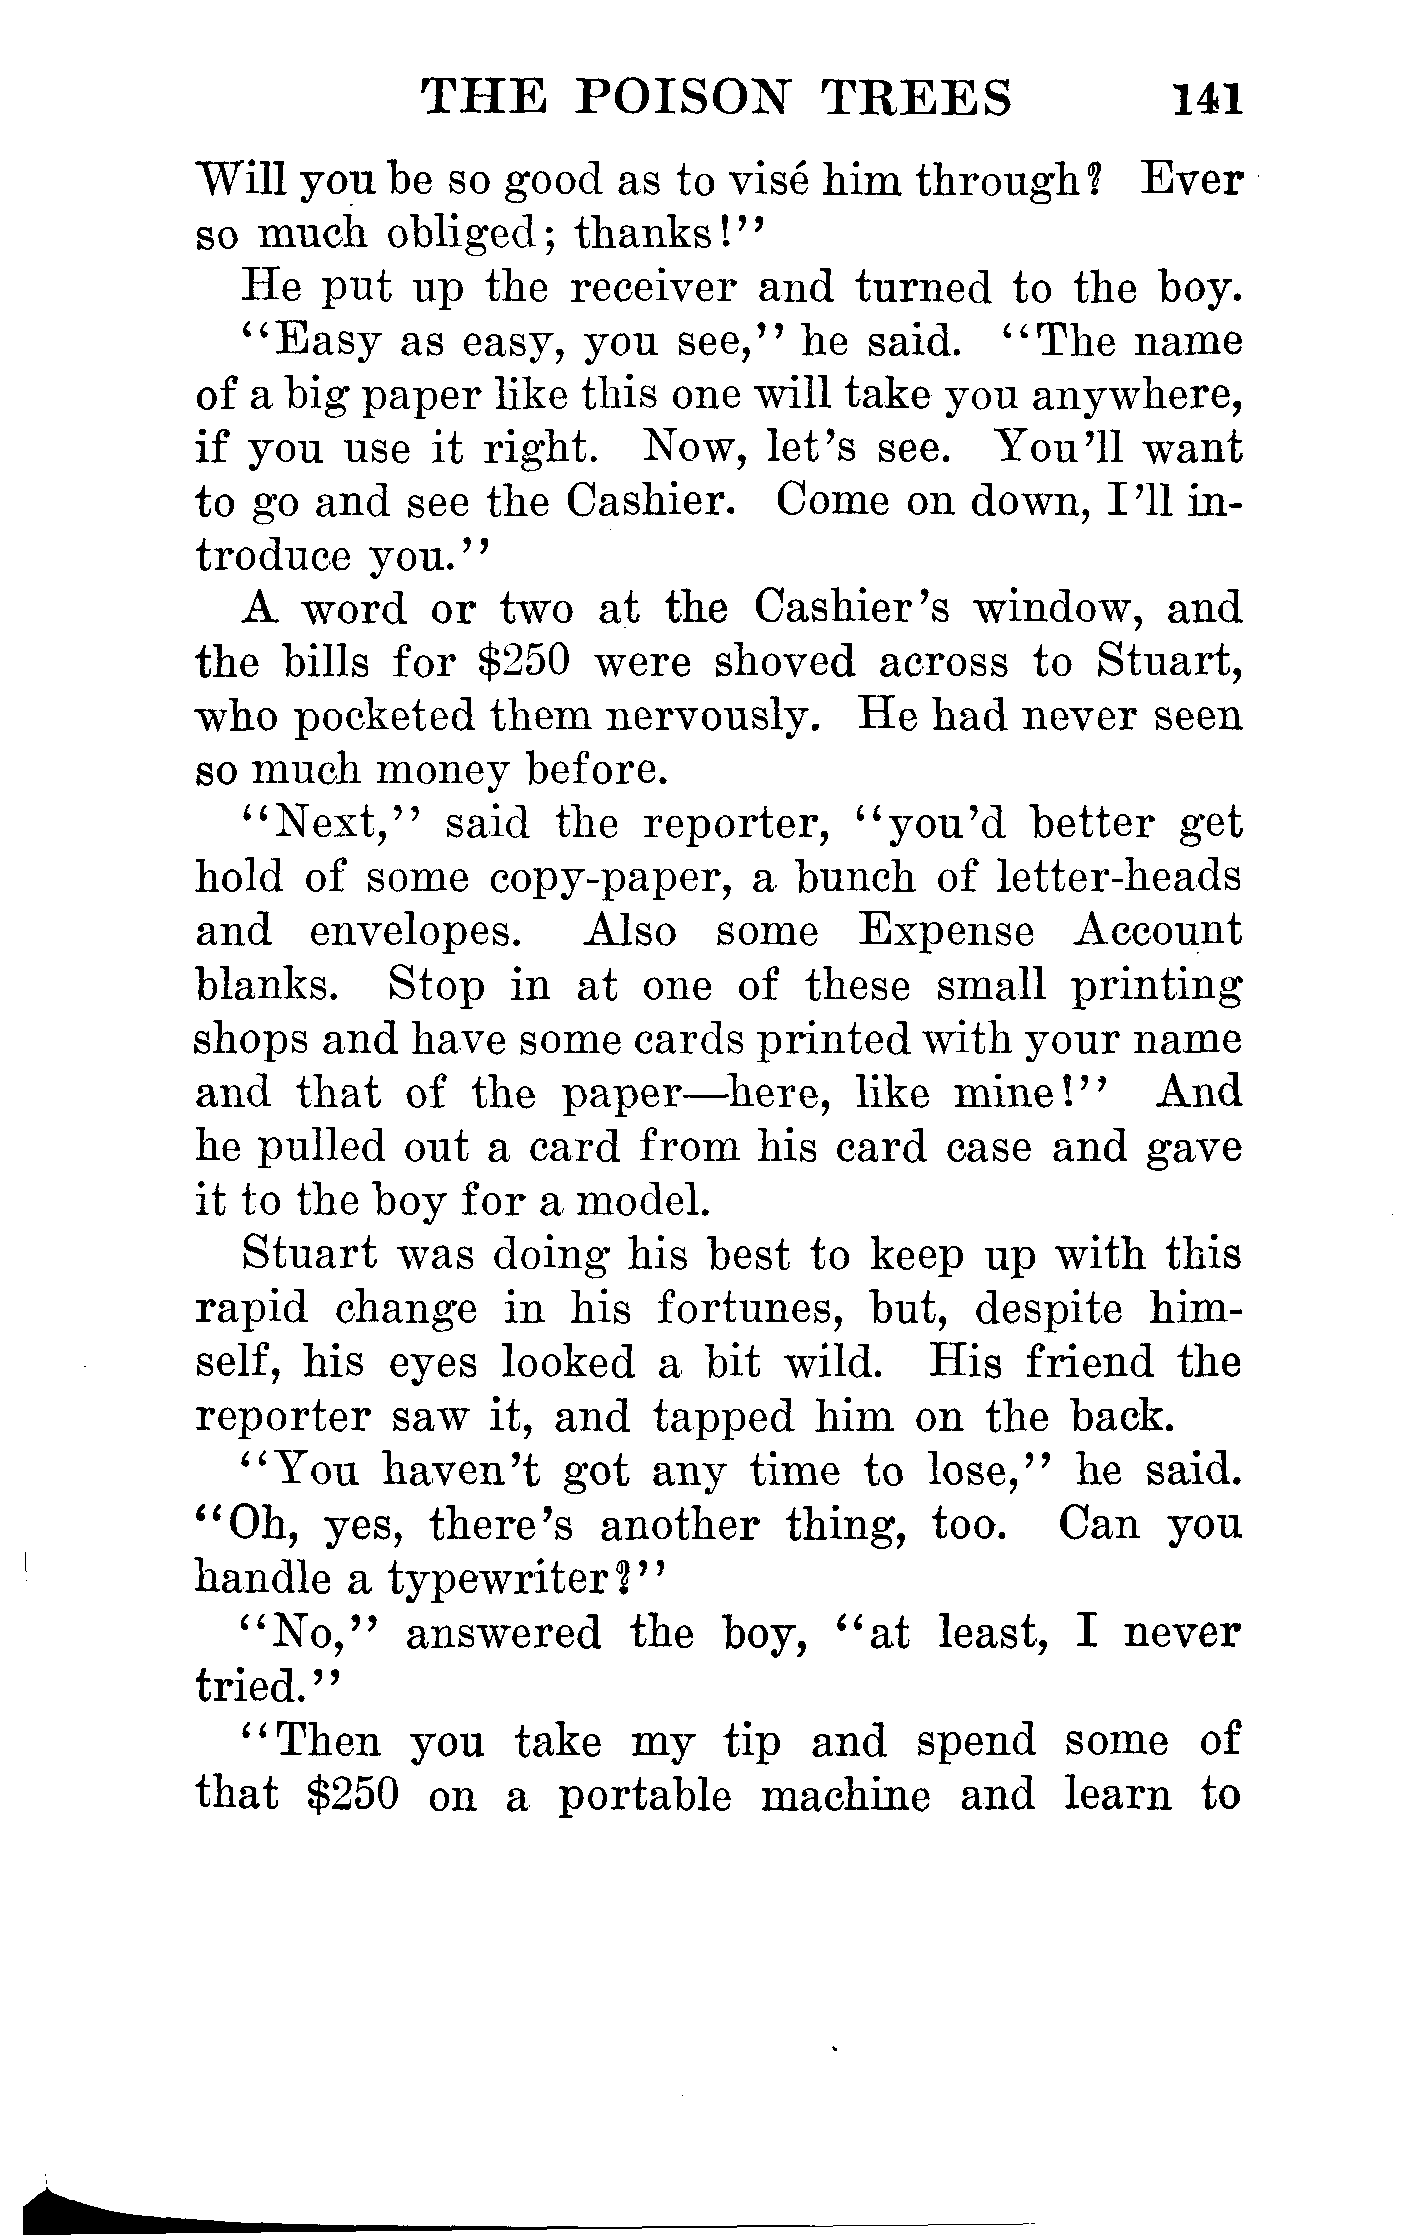 THE POISON TREES 141
Will you be so good as to visé him through? Ever
so much obliged; thanks!"
He put up the receiver and turned to the boy.
"Easy as easy, you see," he said. "The name
of a big paper like this one will take you anywhere,
if you use it right. Now, let's see. You'll want
to go and see the Cashier. Come on down, I'll in-
troduce you."
A word or two at the Cashier's window, and
the bills for $250 were shoved across to Stuart,
who pocketed them nervously. He had never seen
so much money before.
"Next," said the reporter, "you'd better get
hold of some copy-paper, a bunch of letter-heads
and envelopes. Also some Expense Account
blanks. Stop in at one of these small printing
shops and have some cards printed with your name
and that of the paper—here, like mine!" And
he pulled out a card from his card case and gave
it to the boy for a model.
Stuart was doing his best to keep up with this
rapid change in his fortunes, but, despite him-
self, his eyes looked a bit wild. His friend the
reporter saw it, and tapped him on the back.
"You haven't got any time to lose," he said.
"Oh, yes, there's another thing, too. Can you
handle a typewriter?"
"No," answered the boy, "at least, I never
tried."
"Then you take my tip and spend some of
that $250 on a portable machine and learn to